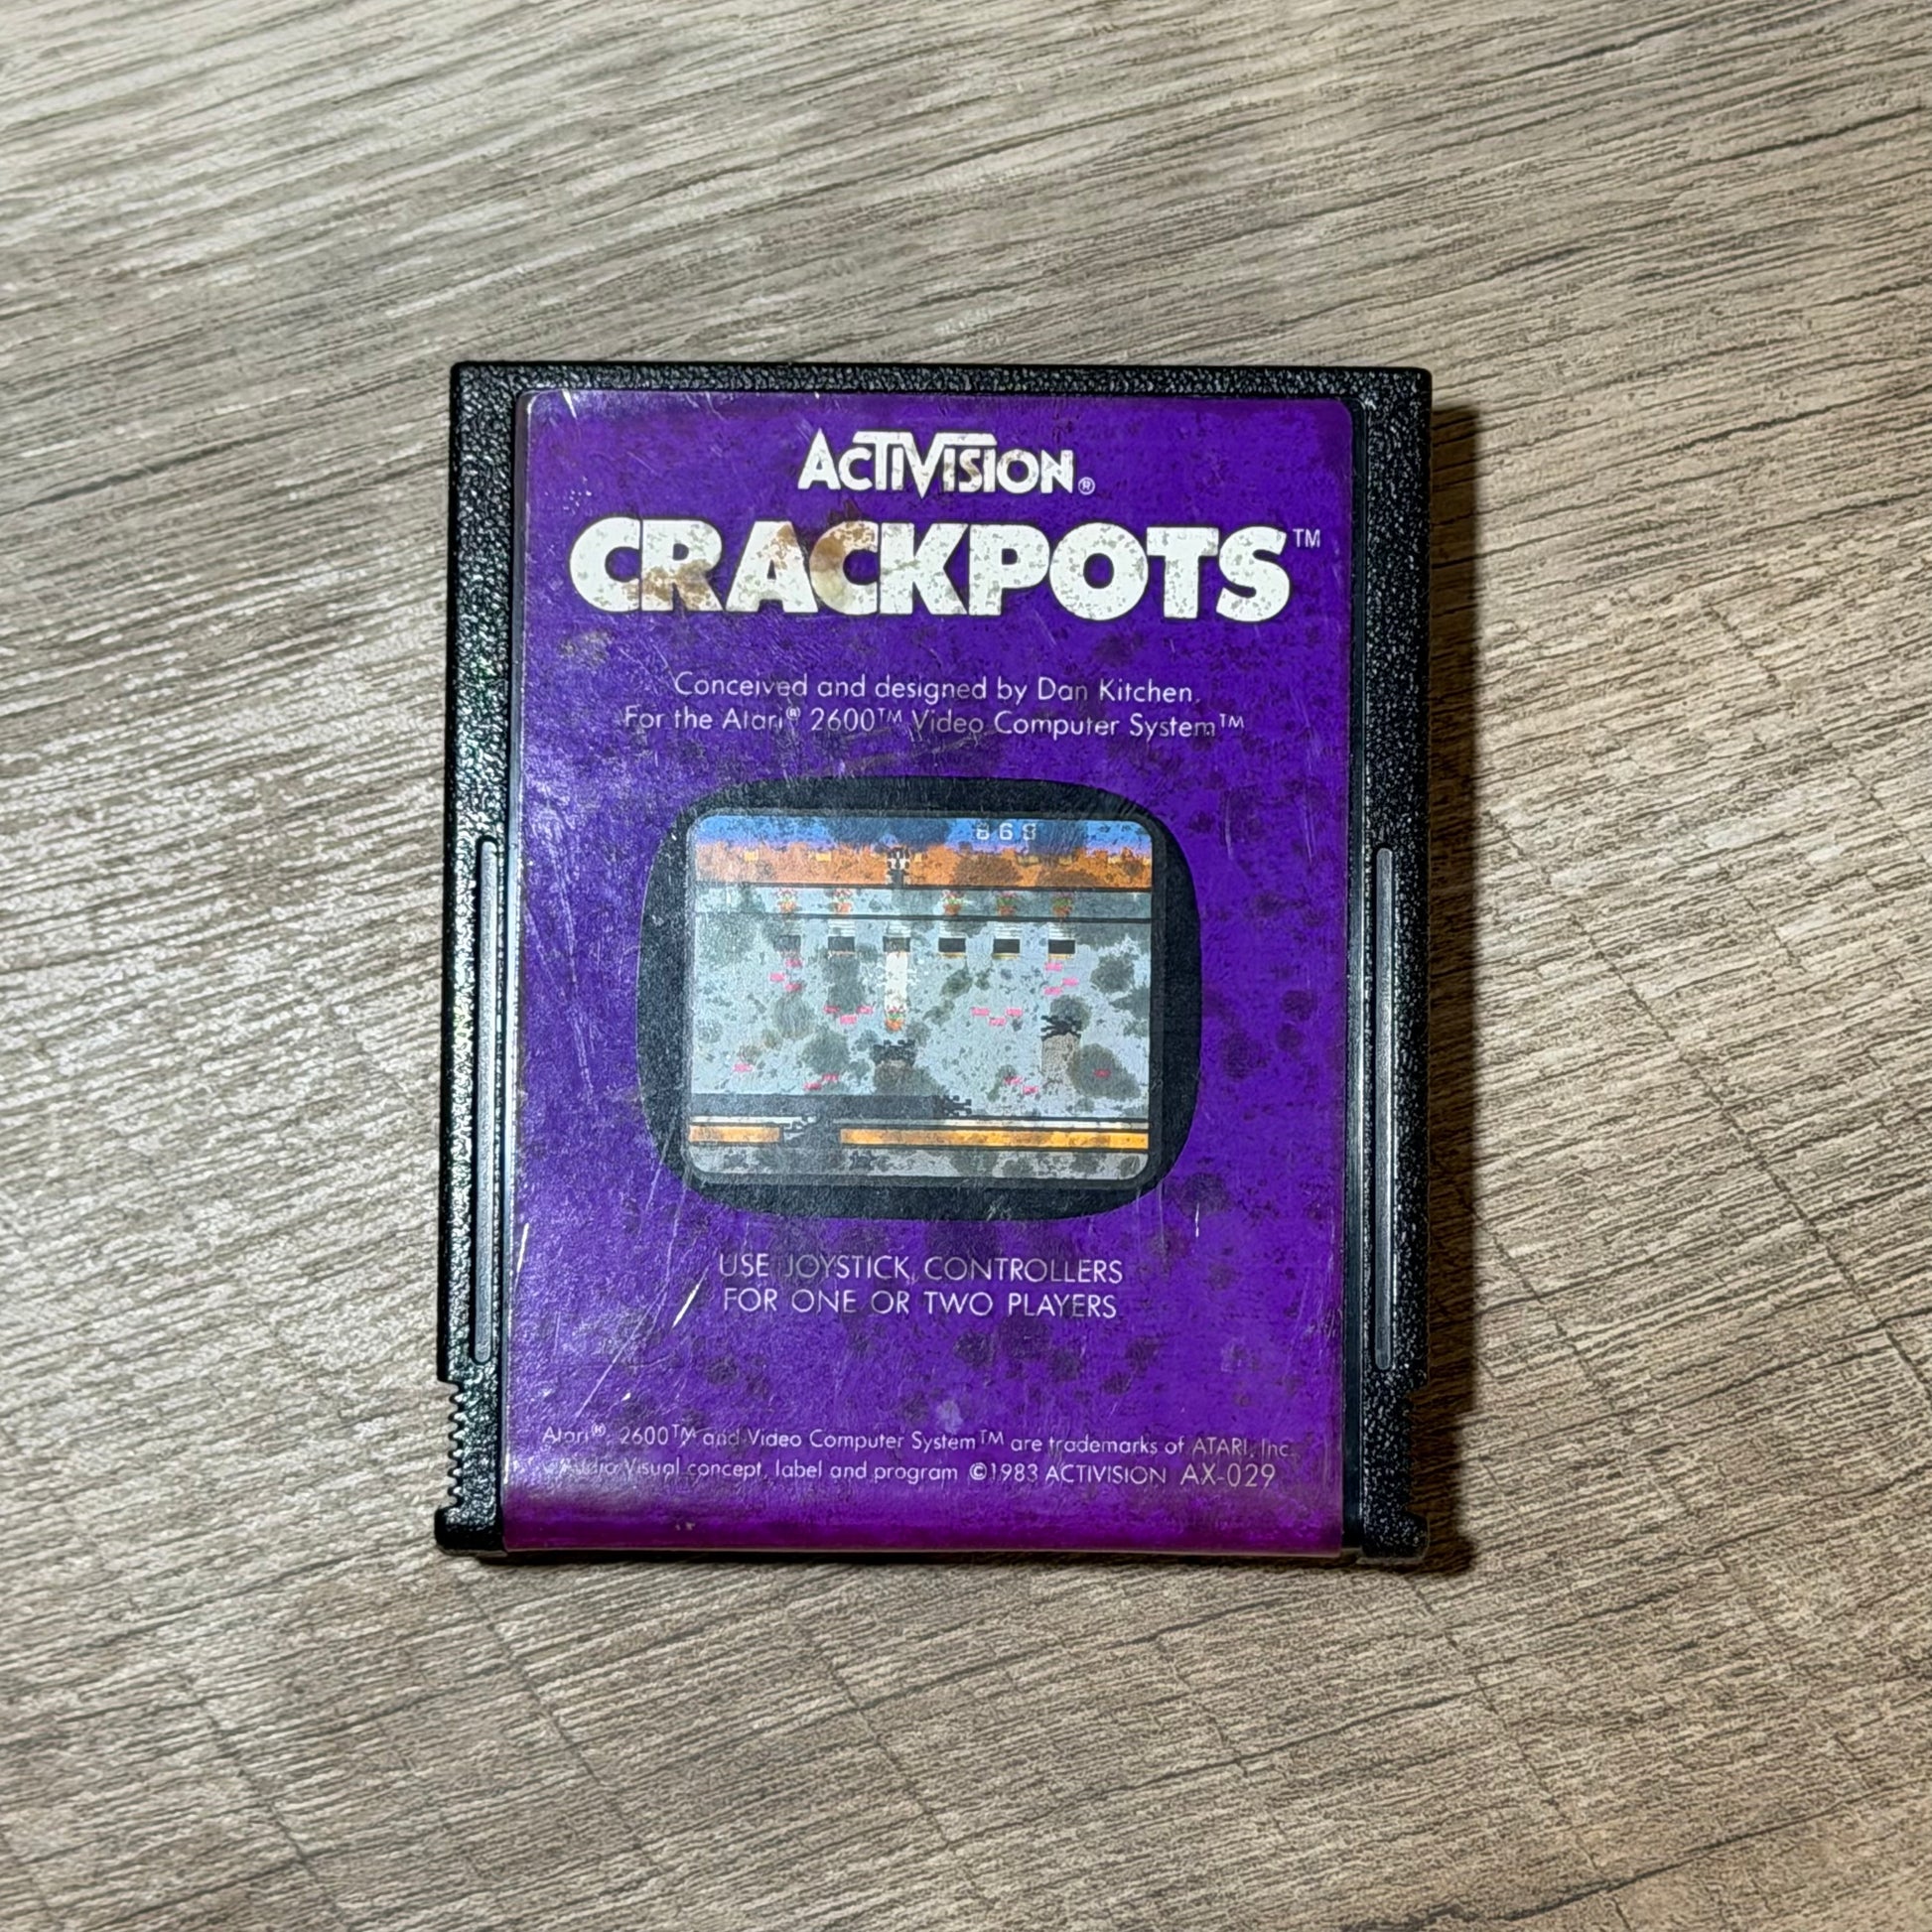 ACTIVISION®
CRACKPOTS™
Conceived and designed by Dan Kitchen.
For the Atari® 2600™ Video Computer System™
869
USE JOYSTICK CONTROLLERS
FOR ONE OR TWO PLAYERS
Atari®, 2600™ and Video Computer System™ are trademarks of ATARI, Inc.
Audio Visual concept, label and program ©1983 ACTIVISION AX-029